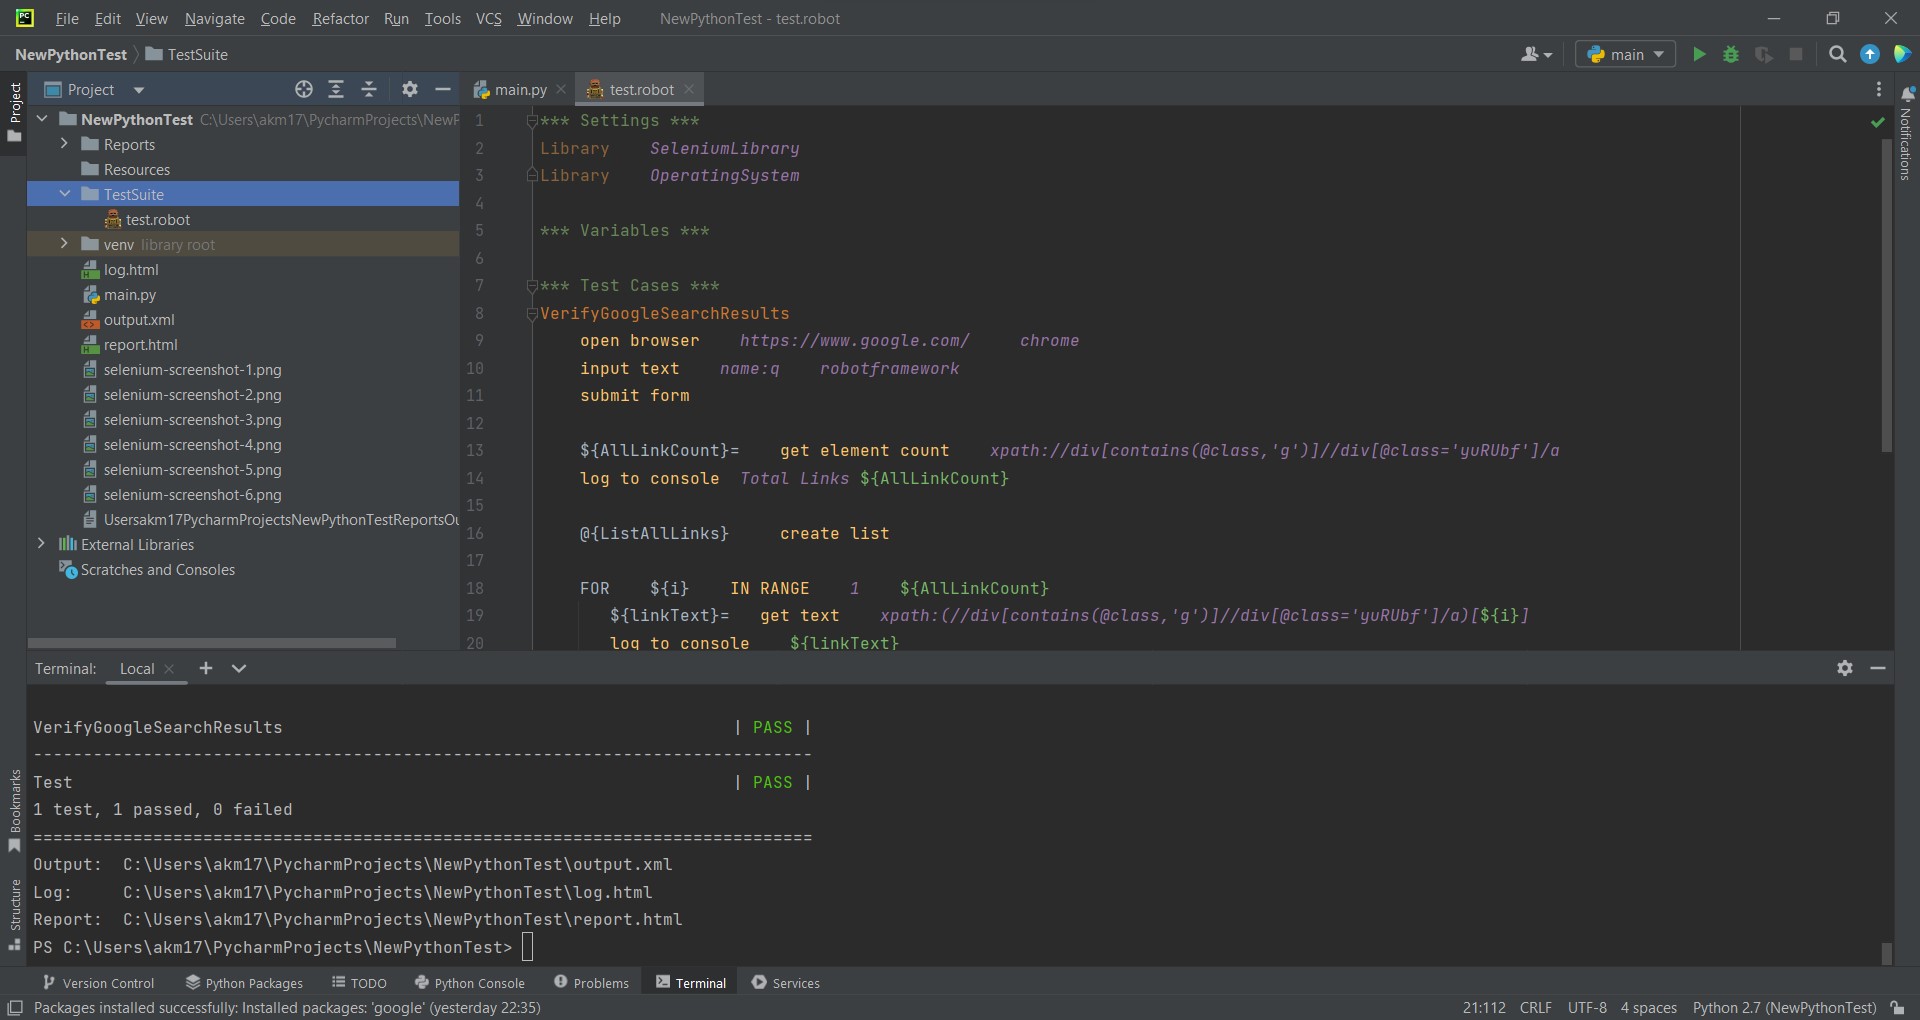 File Edit View Navigate Code Refactor Run Tools VCS Window Help NewPythonTest - test.robot
NewPythonTest TestSuite main
Project
Project
main.py
test.robot
Notifications
NewPythonTest C:\Users\akm17\PycharmProjects\NewP
Reports
Resources
TestSuite
test.robot
venv library root
log.html
main.py
output.xml
report.html
selenium-screenshot-1.png
selenium-screenshot-2.png
selenium-screenshot-3.png
selenium-screenshot-4.png
selenium-screenshot-5.png
selenium-screenshot-6.png
Usersakm17PycharmProjectsNewPythonTestReportsOu
External Libraries
Scratches and Consoles
1 *** Settings ***
2 Library    SeleniumLibrary
3 Library    OperatingSystem
4
5 *** Variables ***
6
7 *** Test Cases ***
8 VerifyGoogleSearchResults
9     open browser    https://www.google.com/     chrome
10     input text    name:q    robotframework
11     submit form
12
13     ${AllLinkCount}=    get element count    xpath://div[contains(@class,'g')]//div[@class='yuRUbf']/a
14     log to console  Total Links ${AllLinkCount}
15
16     @{ListAllLinks}     create list
17
18     FOR    ${i}    IN RANGE    1    ${AllLinkCount}
19        ${linkText}=   get text    xpath:(//div[contains(@class,'g')]//div[@class='yuRUbf']/a)[${i}]
20        log to console    ${linkText}
Terminal: Local
VerifyGoogleSearchResults | PASS |
------------------------------------------------------------------------------
Test | PASS |
1 test, 1 passed, 0 failed
==============================================================================
Output:  C:\Users\akm17\PycharmProjects\NewPythonTest\output.xml
Log:     C:\Users\akm17\PycharmProjects\NewPythonTest\log.html
Report:  C:\Users\akm17\PycharmProjects\NewPythonTest\report.html
PS C:\Users\akm17\PycharmProjects\NewPythonTest>
Bookmarks
Structure
Version Control Python Packages TODO Python Console Problems Terminal Services
Packages installed successfully: Installed packages: 'google' (yesterday 22:35) 21:112 CRLF UTF-8 4 spaces Python 2.7 (NewPythonTest)